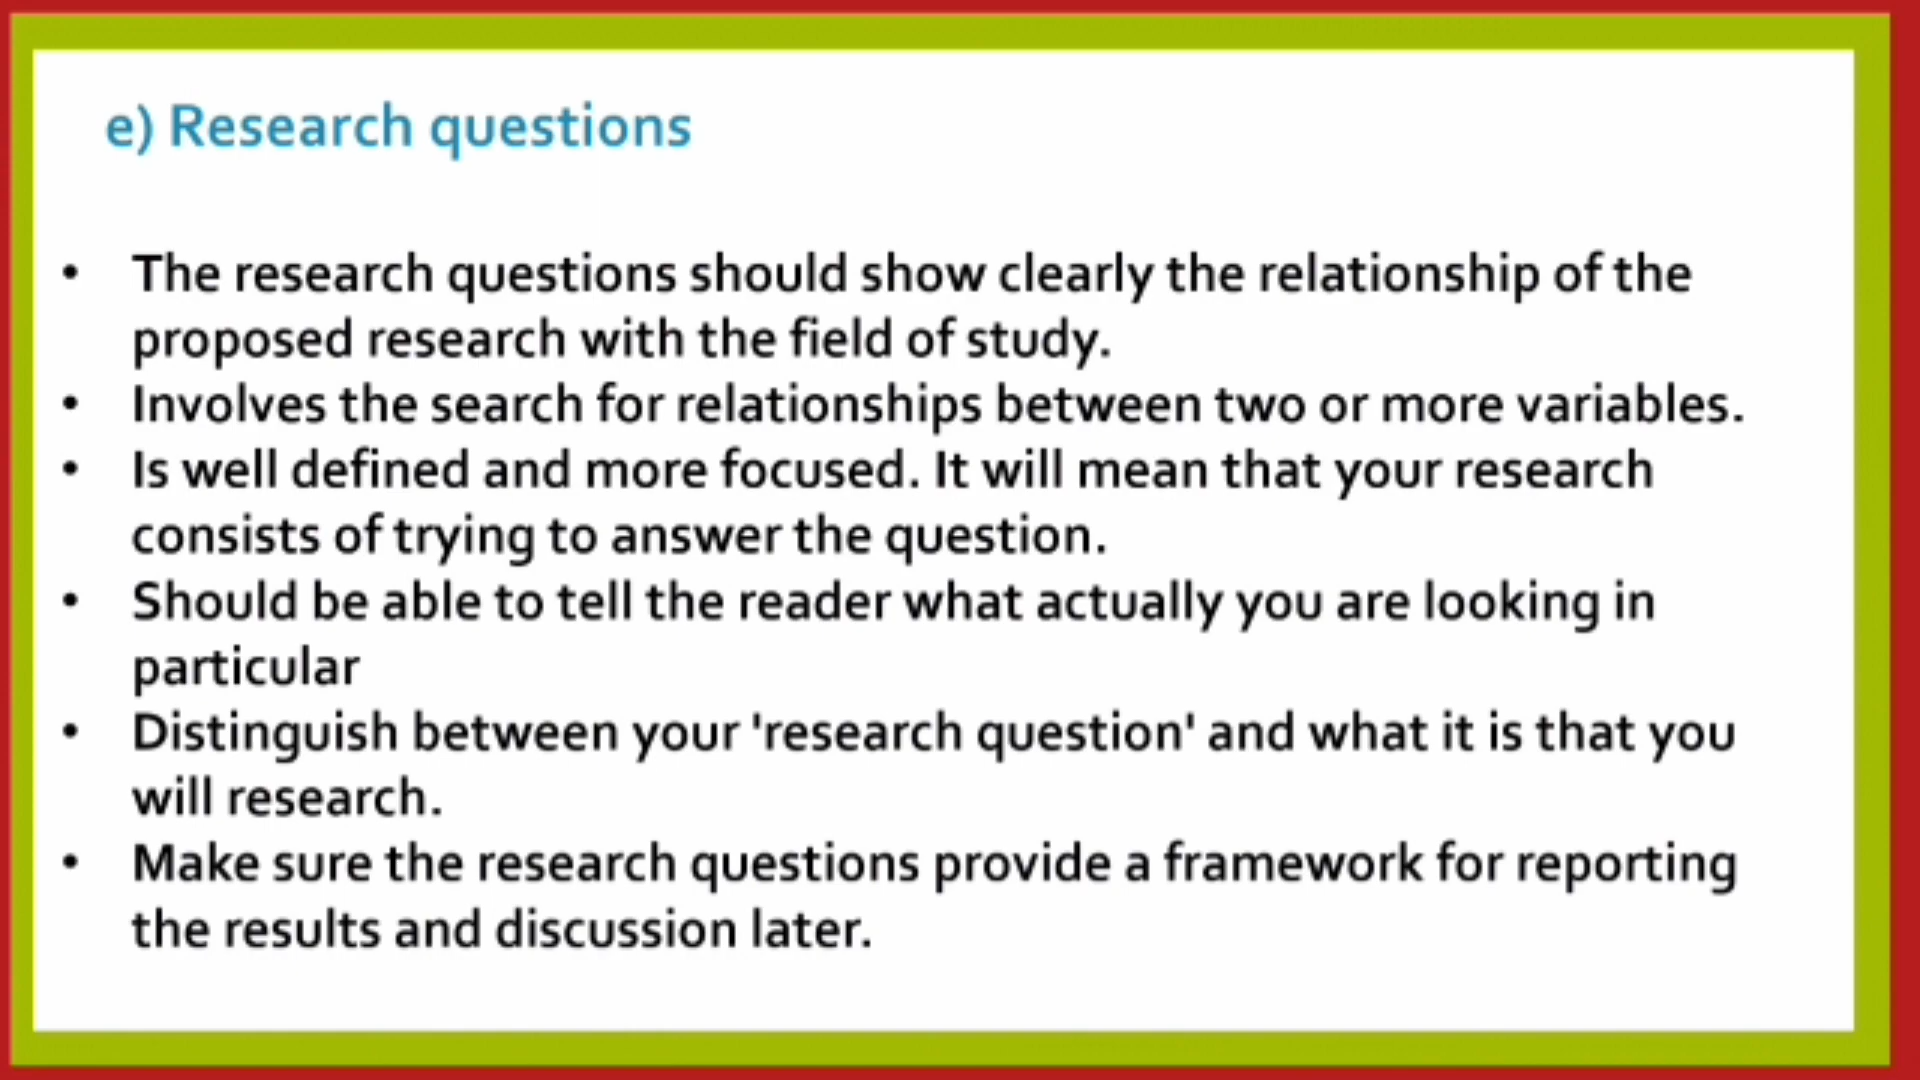 e) Research questions
• The research questions should show clearly the relationship of the
proposed research with the field of study.
• Involves the search for relationships between two or more variables.
• Is well defined and more focused. It will mean that your research
consists of trying to answer the question.
• Should be able to tell the reader what actually you are looking in
particular
• Distinguish between your 'research question' and what it is that you
will research.
• Make sure the research questions provide a framework for reporting
the results and discussion later.